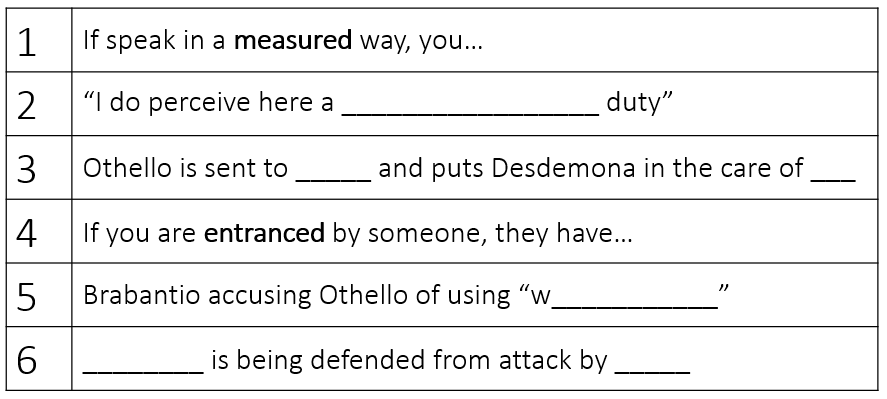 1 If speak in a measured way, you…
2 “I do perceive here a _________________ duty”
3 Othello is sent to _____ and puts Desdemona in the care of ___
4 If you are entranced by someone, they have…
5 Brabantio accusing Othello of using “w___________”
6 ________ is being defended from attack by _____